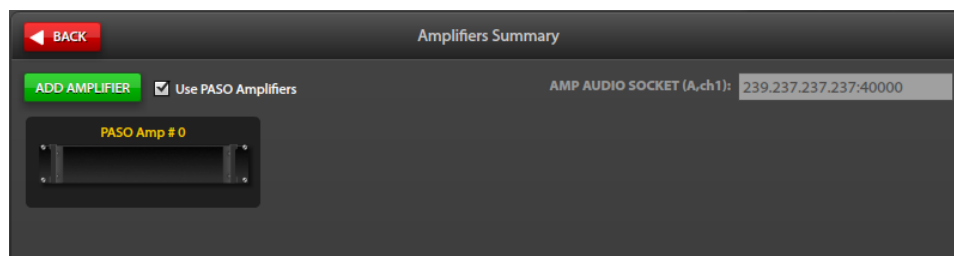 BACK
Amplifiers Summary
ADD AMPLIFIER
Use PASO Amplifiers
AMP AUDIO SOCKET (A,ch1):
239.237.237.237:40000
PASO Amp # 0